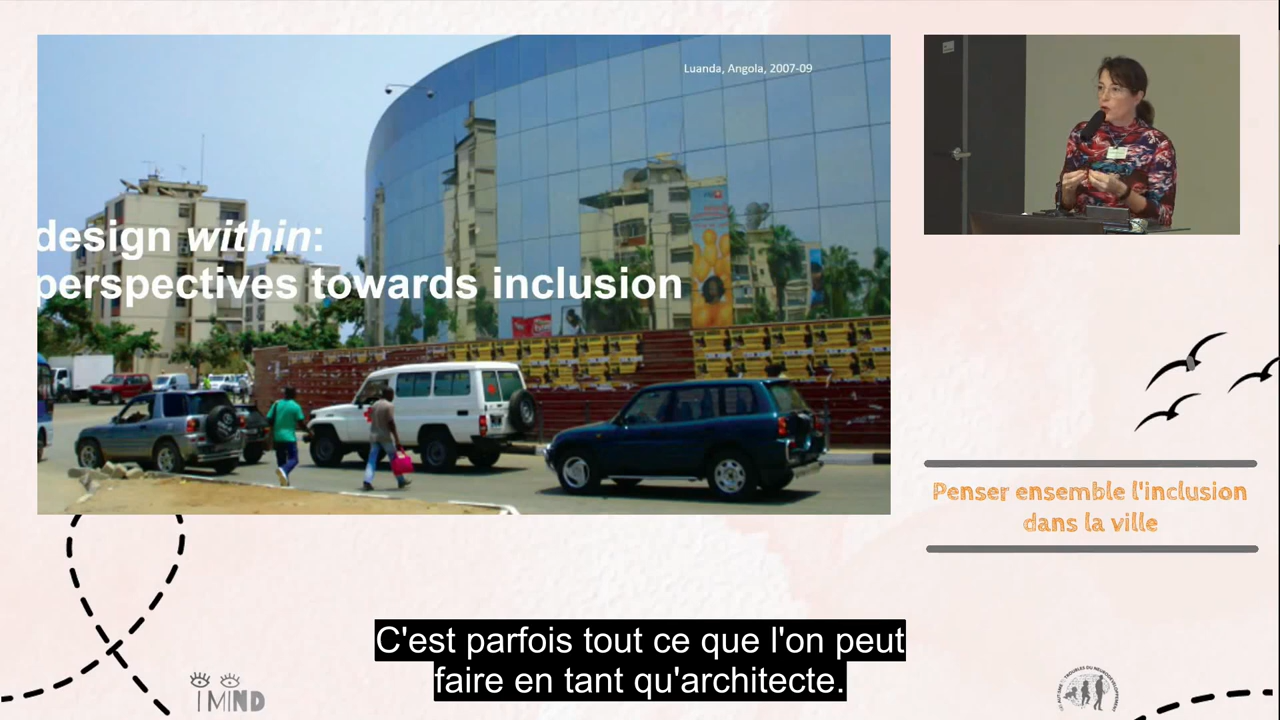 Luanda, Angola, 2007-09
design within:
perspectives towards inclusion
Penser ensemble l'inclusion
dans la ville
C'est parfois tout ce que l'on peut
faire en tant qu'architecte.
I MIND